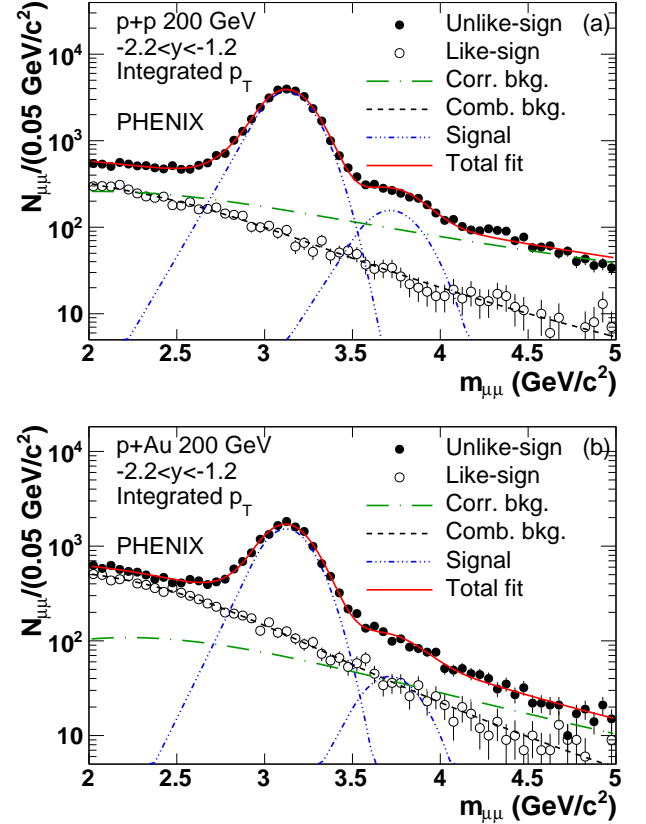 p+p 200 GeV
-2.2<y<-1.2
Integrated p_T
PHENIX
Unlike-sign (a)
Like-sign
Corr. bkg.
Comb. bkg.
Signal
Total fit
N_μμ/(0.05 GeV/c²)
10⁴
10³
10²
10
2 2.5 3 3.5 4 4.5 5
m_μμ (GeV/c²)
p+Au 200 GeV
-2.2<y<-1.2
Integrated p_T
PHENIX
Unlike-sign (b)
Like-sign
Corr. bkg.
Comb. bkg.
Signal
Total fit
N_μμ/(0.05 GeV/c²)
10⁴
10³
10²
10
2 2.5 3 3.5 4 4.5 5
m_μμ (GeV/c²)